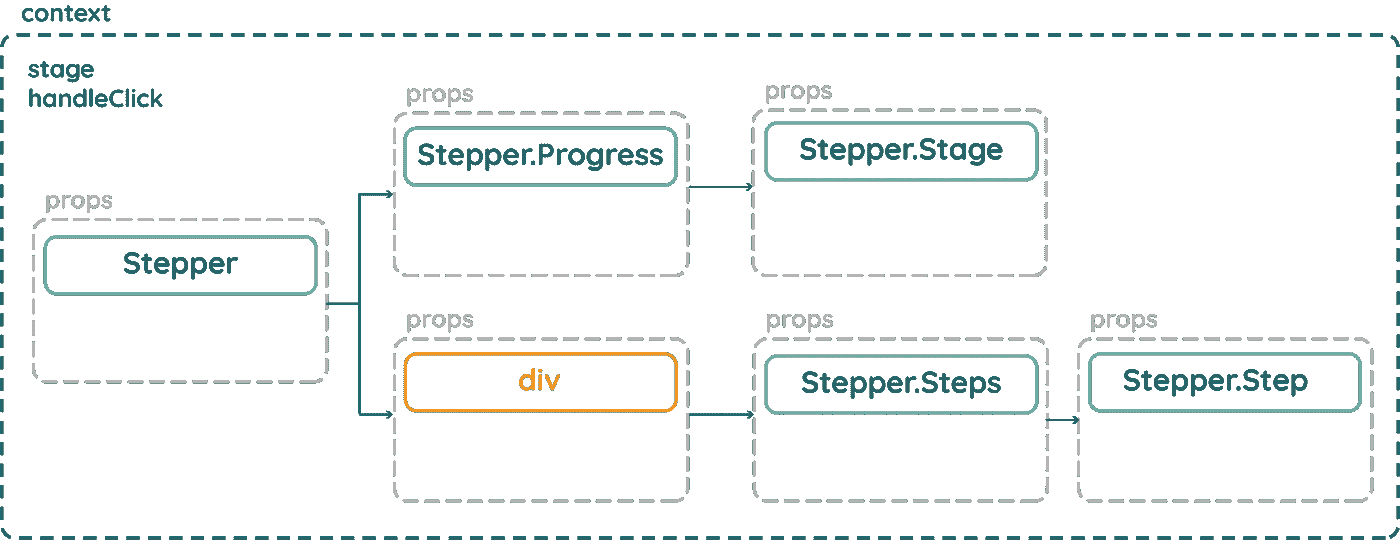 context
stage
handleClick
props
Stepper
props
Stepper.Progress
props
Stepper.Stage
props
div
props
Stepper.Steps
props
Stepper.Step